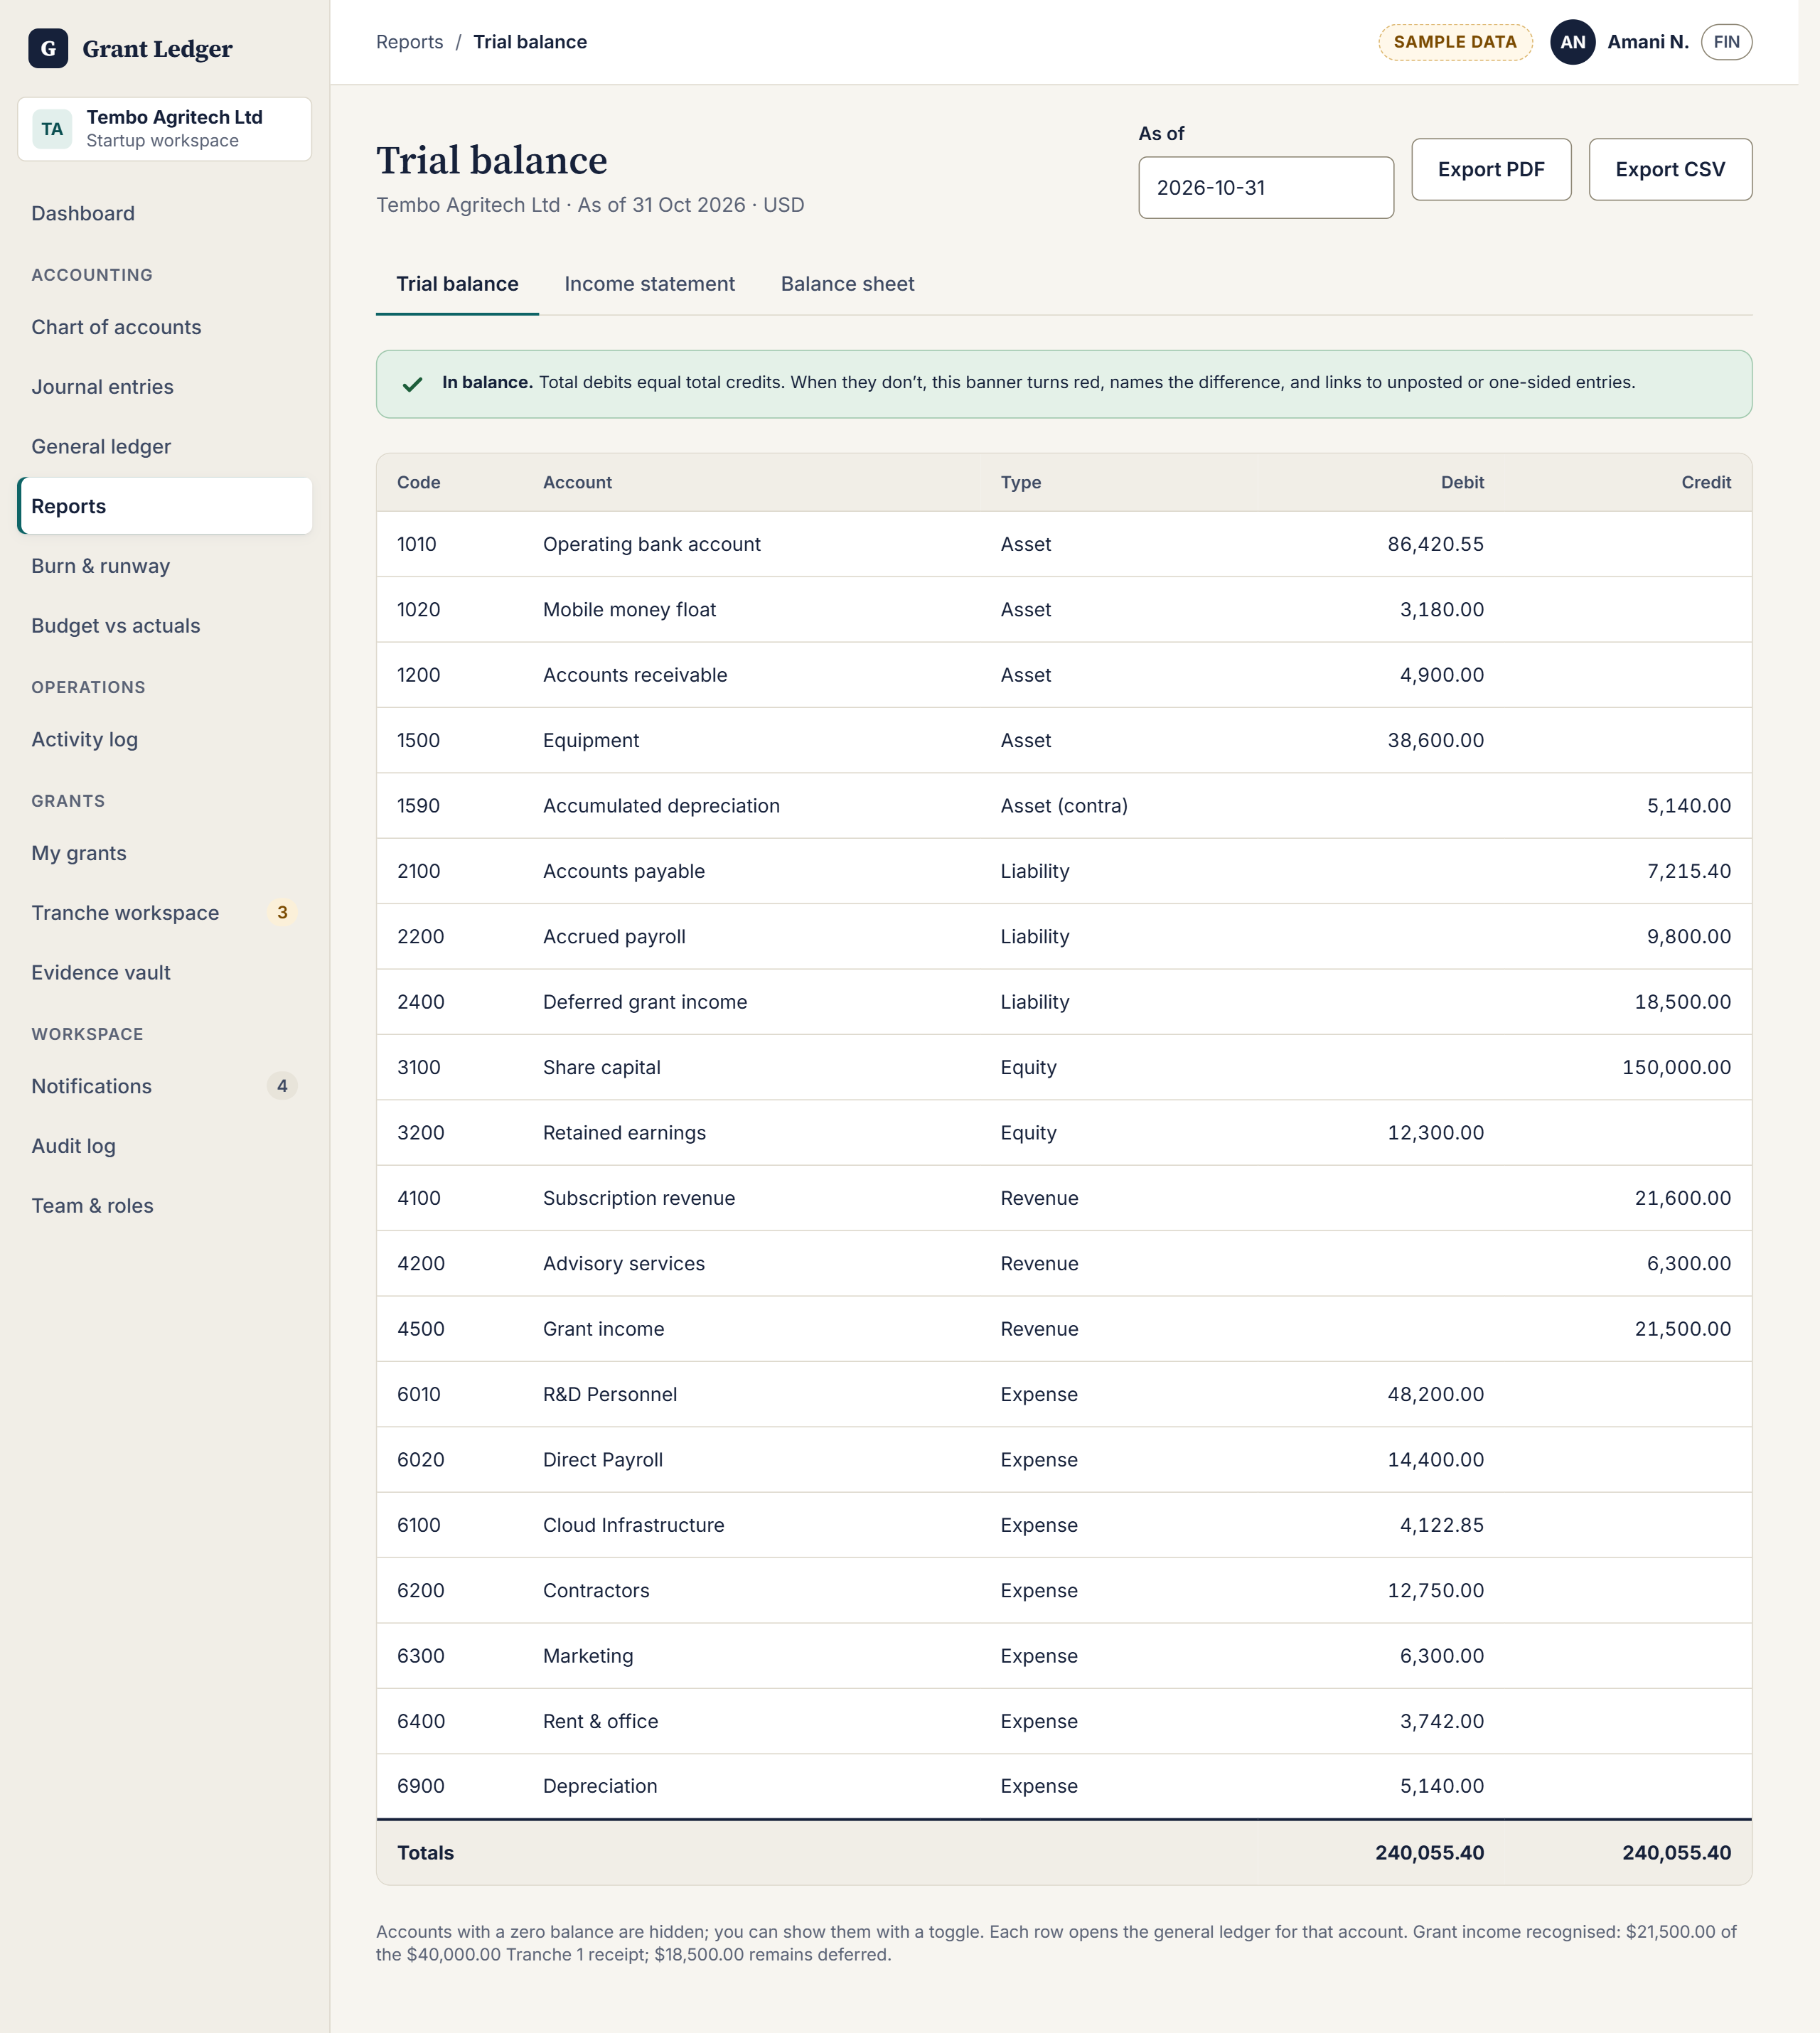 G Grant Ledger
TA Tembo Agritech Ltd
Startup workspace
Dashboard
ACCOUNTING
Chart of accounts
Journal entries
General ledger
Reports
Burn & runway
Budget vs actuals
OPERATIONS
Activity log
GRANTS
My grants
Tranche workspace 3
Evidence vault
WORKSPACE
Notifications 4
Audit log
Team & roles
Reports / Trial balance
SAMPLE DATA AN Amani N. FIN
Trial balance
Tembo Agritech Ltd · As of 31 Oct 2026 · USD
As of
2026-10-31
Export PDF
Export CSV
Trial balance Income statement Balance sheet
In balance. Total debits equal total credits. When they don’t, this banner turns red, names the difference, and links to unposted or one-sided entries.
Code Account Type Debit Credit
1010 Operating bank account Asset 86,420.55
1020 Mobile money float Asset 3,180.00
1200 Accounts receivable Asset 4,900.00
1500 Equipment Asset 38,600.00
1590 Accumulated depreciation Asset (contra) 5,140.00
2100 Accounts payable Liability 7,215.40
2200 Accrued payroll Liability 9,800.00
2400 Deferred grant income Liability 18,500.00
3100 Share capital Equity 150,000.00
3200 Retained earnings Equity 12,300.00
4100 Subscription revenue Revenue 21,600.00
4200 Advisory services Revenue 6,300.00
4500 Grant income Revenue 21,500.00
6010 R&D Personnel Expense 48,200.00
6020 Direct Payroll Expense 14,400.00
6100 Cloud Infrastructure Expense 4,122.85
6200 Contractors Expense 12,750.00
6300 Marketing Expense 6,300.00
6400 Rent & office Expense 3,742.00
6900 Depreciation Expense 5,140.00
Totals 240,055.40 240,055.40
Accounts with a zero balance are hidden; you can show them with a toggle. Each row opens the general ledger for that account. Grant income recognised: $21,500.00 of
the $40,000.00 Tranche 1 receipt; $18,500.00 remains deferred.